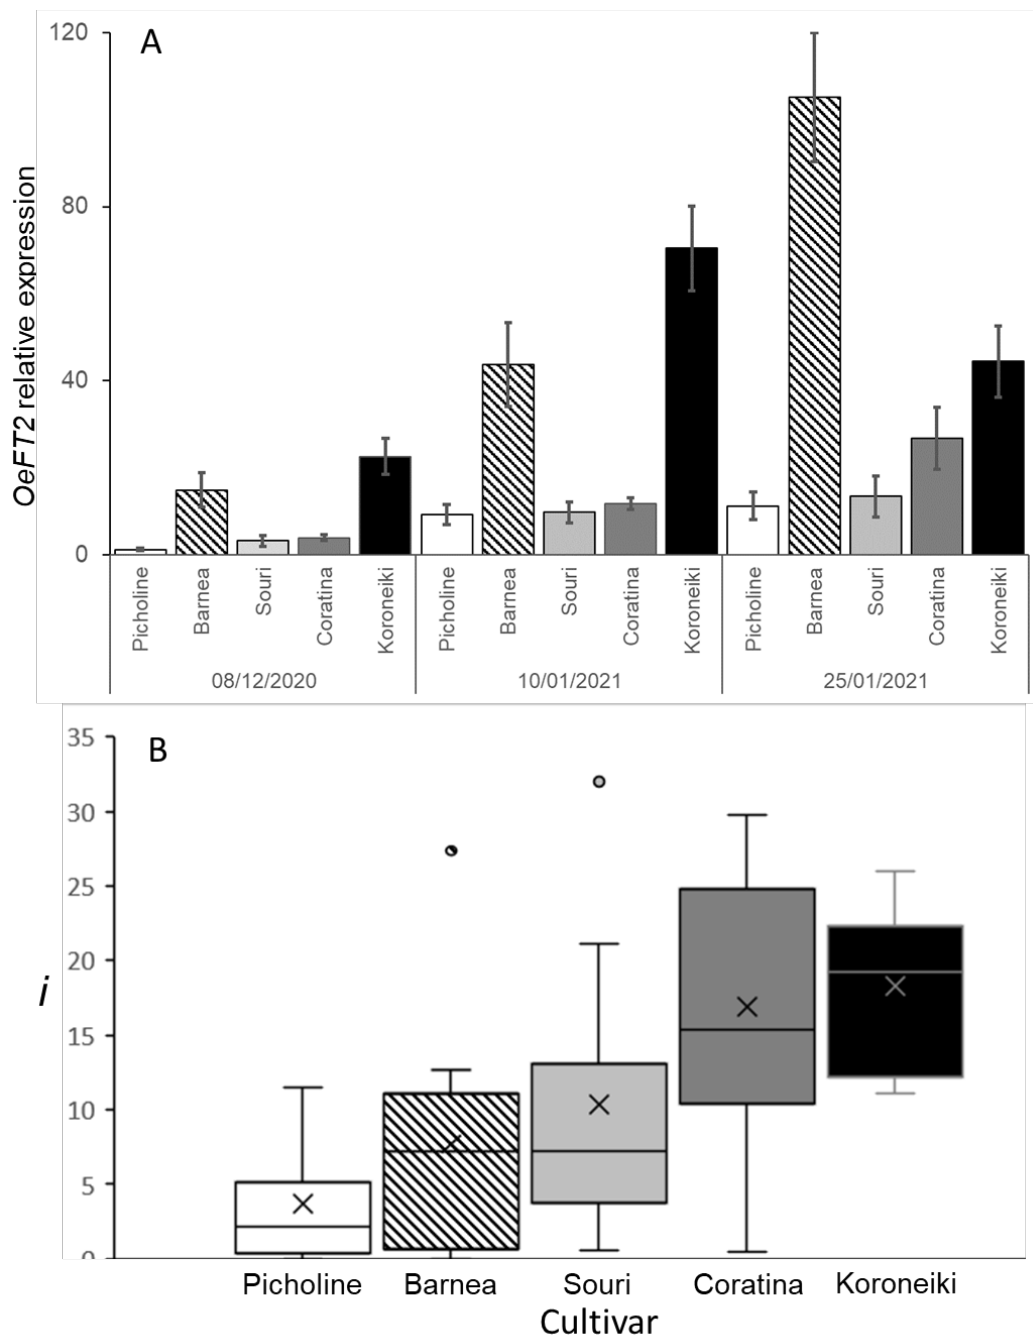 A
120
80
40
0
OeFT2 relative expression
Picholine
Barnea
Souri
Coratina
Koroneiki
Picholine
Barnea
Souri
Coratina
Koroneiki
Picholine
Barnea
Souri
Coratina
Koroneiki
08/12/2020
10/01/2021
25/01/2021
B
35
30
25
20
15
10
5
0
i
Picholine
Barnea
Souri
Coratina
Koroneiki
Cultivar